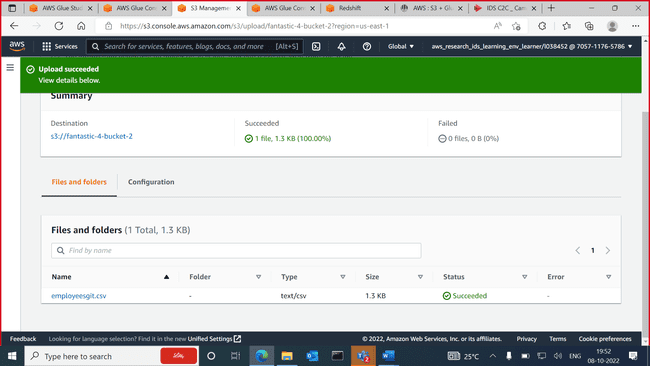 AWS Glue Stud
AWS Glue Con
S3 Managemen
AWS Glue Con
Redshift
AWS : S3 + Glu
IDS C2C _ Cam
https://s3.console.aws.amazon.com/s3/upload/fantastic-4-bucket-2?region=us-east-1
aws
Services
Search for services, features, blogs, docs, and more
[Alt+S]
Global
aws_research_ids_learning_env_learner/l038452 @ 7057-1176-5786
Upload succeeded
View details below.
Summary
Destination
Succeeded
Failed
s3://fantastic-4-bucket-2
1 file, 1.3 KB (100.00%)
0 files, 0 B (0%)
Files and folders
Configuration
Files and folders (1 Total, 1.3 KB)
Find by name
1
Name
Folder
Type
Size
Status
Error
employeesgit.csv
-
text/csv
1.3 KB
Succeeded
-
Feedback
Looking for language selection? Find it in the new Unified Settings
© 2022, Amazon Web Services, Inc. or its affiliates.
Privacy
Terms
Cookie preferences
Type here to search
25°C
ENG
19:52
08-10-2022